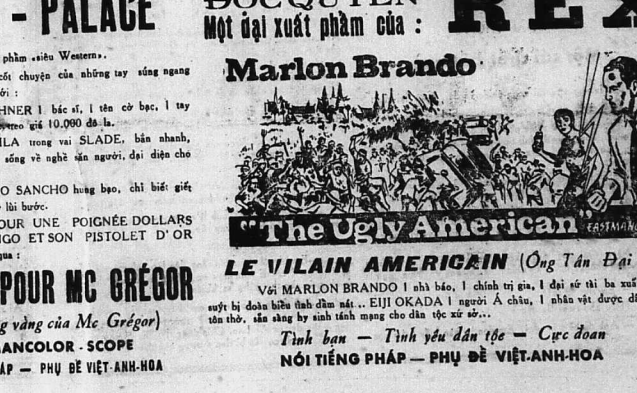 - PALACE
phẩm «siêu Western».
cốt chuyện của những tay súng ngang
ới :
HNER 1 bác sĩ, 1 tên cờ bạc, 1 tay
treo giá 10.000 đô la.
ILA trong vai SLADE, bắn nhanh,
sống về nghề săn người, đại diện cho
O SANCHO hung bạo, chỉ biết giết
lùi bước.
OUR UNE POIGNÉE DOLLARS
NGO ET SON PISTOLET D'OR
qua :
POUR MC GRÉGOR
g vàng của Mc Grégor)
MANCOLOR - SCOPE
ÁP — PHỤ ĐỀ VIỆT-ANH-HOA
ĐỘC QUYỀN
Một đại xuất phẩm của :
REX
Marlon Brando
"The Ugly American"
EASTMAN
LE VILAIN AMERICAIN (Ông Tân Đại
Với MARLON BRANDO 1 nhà báo, 1 chính trị gia, 1 đại sứ tài ba xuất
suýt bị đoàn biểu tình dầm nát... EIJI OKADA 1 người Á châu, 1 nhân vật được dâ
tôn thờ, sẵn sàng hy sinh tánh mạng cho dân tộc xứ sở...
Tình bạn — Tình yêu dân tộc — Cực đoan
NÓI TIẾNG PHÁP — PHỤ ĐỀ VIỆT-ANH-HOA